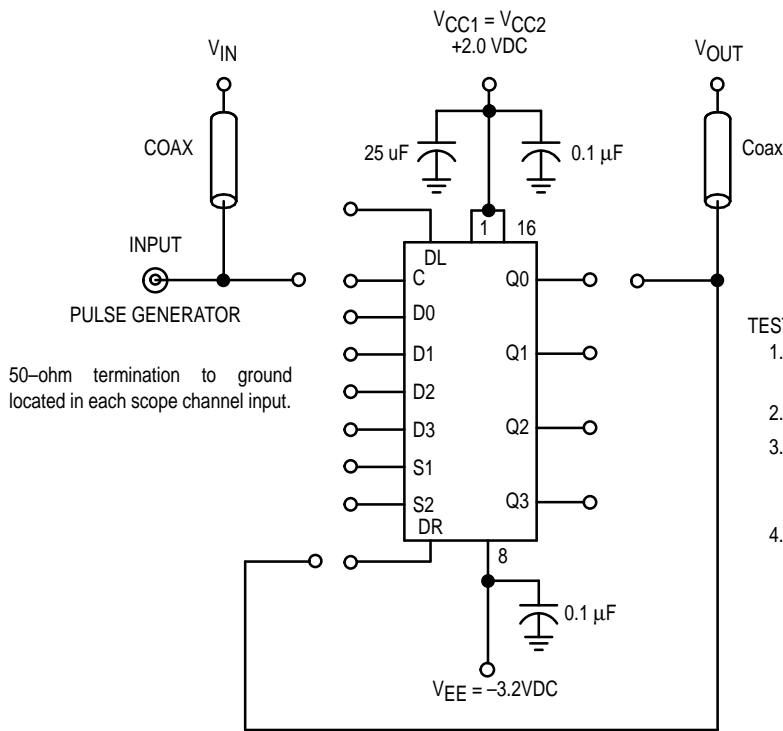 VCC1 = VCC2
+2.0 VDC
VIN
VOUT
COAX
25 uF
0.1 µF
Coax
1 16
INPUT
DL
C
Q0
PULSE GENERATOR
D0
TEST
50–ohm termination to ground
located in each scope channel input.
D1
Q1
1.
D2
2.
D3
Q2
3.
S1
S2
Q3
DR
4.
8
0.1 µF
VEE = –3.2VDC